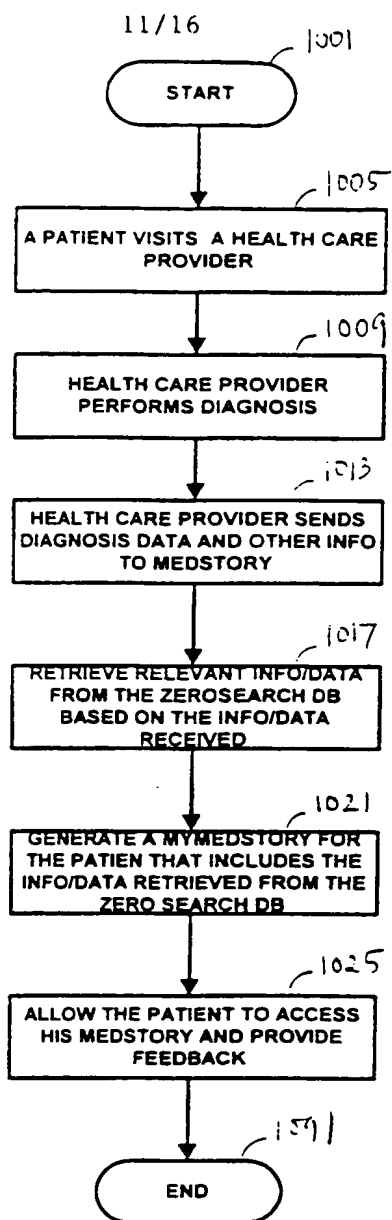 11/16
1001
START
1005
A PATIENT VISITS A HEALTH CARE
PROVIDER
1009
HEALTH CARE PROVIDER
PERFORMS DIAGNOSIS
1013
HEALTH CARE PROVIDER SENDS
DIAGNOSIS DATA AND OTHER INFO
TO MEDSTORY
1017
RETRIEVE RELEVANT INFO/DATA
FROM THE ZEROSEARCH DB
BASED ON THE INFO/DATA
RECEIVED
1021
GENERATE A MYMEDSTORY FOR
THE PATIEN THAT INCLUDES THE
INFO/DATA RETRIEVED FROM THE
ZERO SEARCH DB
1025
ALLOW THE PATIENT TO ACCESS
HIS MEDSTORY AND PROVIDE
FEEDBACK
1091
END